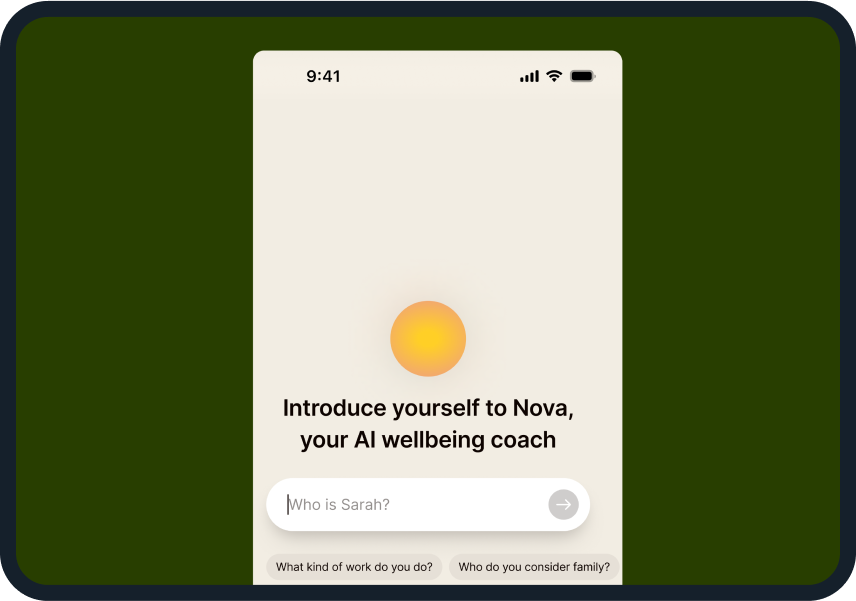 9:41
Introduce yourself to Nova,
your AI wellbeing coach
Who is Sarah?
What kind of work do you do? Who do you consider family?